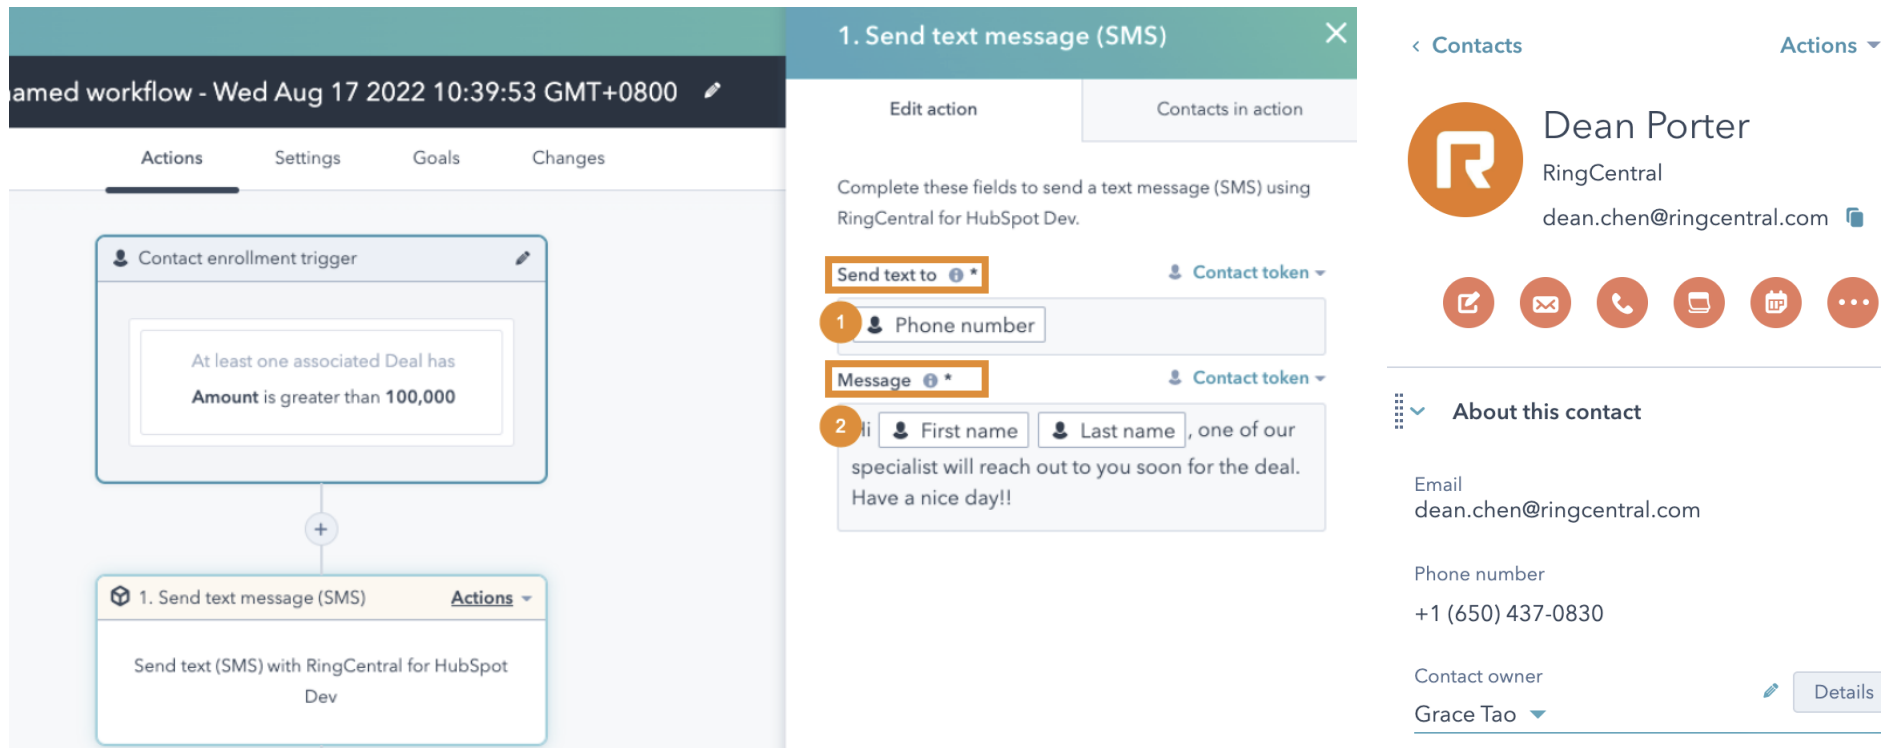 amed workflow - Wed Aug 17 2022 10:39:53 GMT+0800
Actions Settings Goals Changes
Contact enrollment trigger
At least one associated Deal has
Amount is greater than 100,000
+
1. Send text message (SMS) Actions
Send text (SMS) with RingCentral for HubSpot
Dev
1. Send text message (SMS)
Edit action Contacts in action
Complete these fields to send a text message (SMS) using
RingCentral for HubSpot Dev.
Send text to * Contact token
1 Phone number
Message * Contact token
2 i First name Last name , one of our
specialist will reach out to you soon for the deal.
Have a nice day!!
‹ Contacts Actions
R
Dean Porter
RingCentral
dean.chen@ringcentral.com
About this contact
Email
dean.chen@ringcentral.com
Phone number
+1 (650) 437-0830
Contact owner
Grace Tao
Details